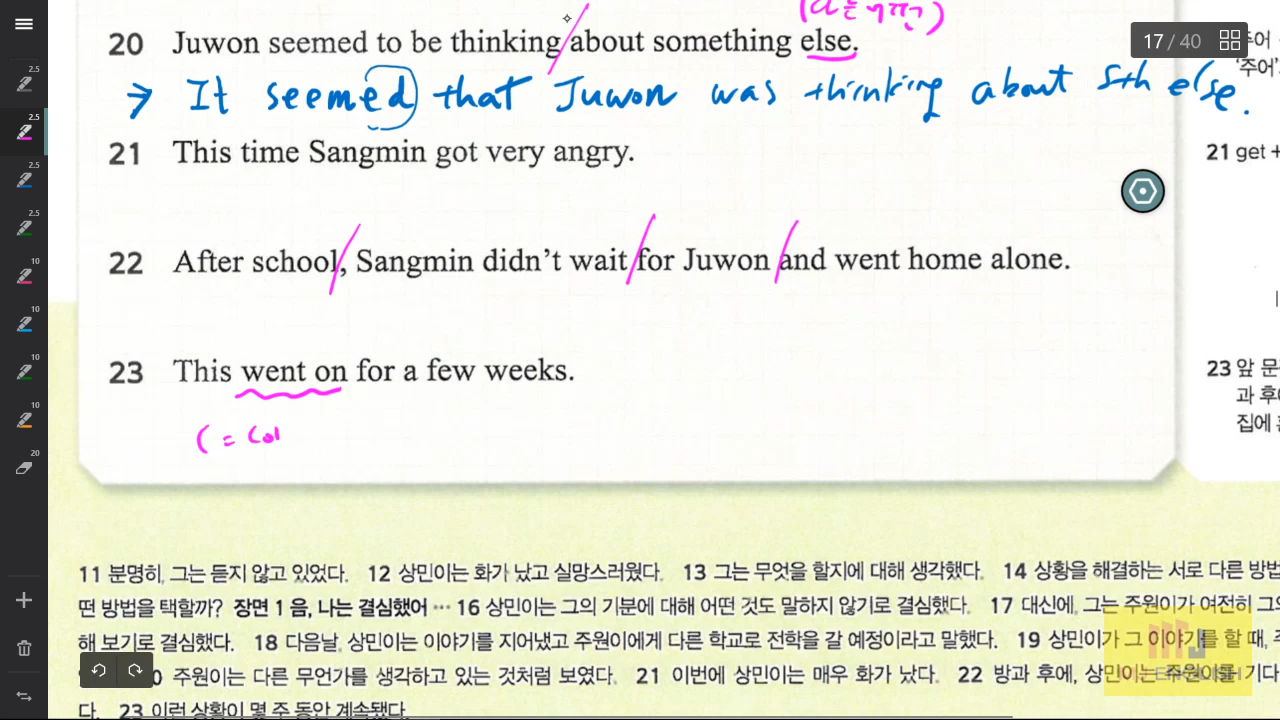 (다른 무언가)
20 Juwon seemed to be thinking about something else.
17 / 40
→ It seemed that Juwon was thinking about sth else.
21 This time Sangmin got very angry.
21 get +
22 After school, Sangmin didn't wait for Juwon and went home alone.
23 This went on for a few weeks.
23 앞 문
과 후에
집에
( = con
11 분명히, 그는 듣지 않고 있었다. 12 상민이는 화가 났고 실망스러웠다. 13 그는 무엇을 할지에 대해 생각했다. 14 상황을 해결하는 서로 다른 방법
떤 방법을 택할까? 장면 1 음, 나는 결심했어 … 16 상민이는 그의 기분에 대해 어떤 것도 말하지 않기로 결심했다. 17 대신에, 그는 주원이가 여전히 그의
해 보기로 결심했다. 18 다음날, 상민이는 이야기를 지어냈고 주원이에게 다른 학교로 전학을 갈 예정이라고 말했다. 19 상민이가 그 이야기를 할 때,
0 주원이는 다른 무언가를 생각하고 있는 것처럼 보였다. 21 이번에 상민이는 매우 화가 났다. 22 방과 후에, 상민이는 주원이를 기다
다. 23 이런 상황이 몇 주 동안 계속됐다.
2.5
2.5
2.5
2.5
10
10
10
10
20